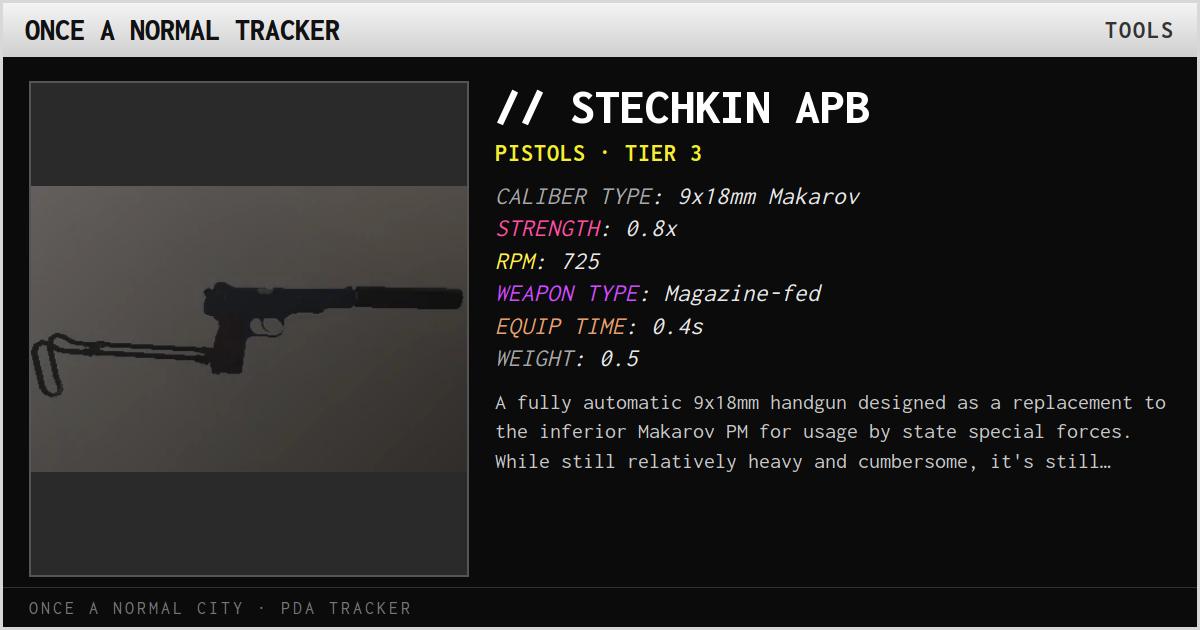 ONCE A NORMAL TRACKER
TOOLS
// STECHKIN APB
PISTOLS · TIER 3
CALIBER TYPE: 9x18mm Makarov
STRENGTH: 0.8x
RPM: 725
WEAPON TYPE: Magazine-fed
EQUIP TIME: 0.4s
WEIGHT: 0.5
A fully automatic 9x18mm handgun designed as a replacement to
the inferior Makarov PM for usage by state special forces.
While still relatively heavy and cumbersome, it's still…
ONCE A NORMAL CITY · PDA TRACKER